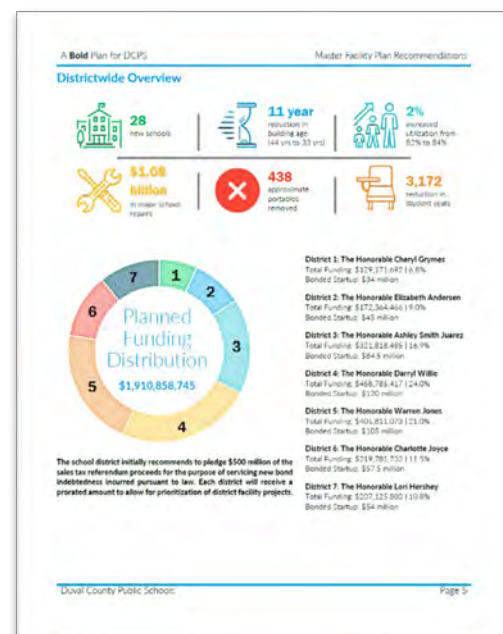 A Bold Plan for DCPS
Master Facility Plan Recommendations
Districtwide Overview
28
new schools
11 year
reduction in
building age
(44 yrs to 33 yrs)
2%
increased
utilization from
82% to 84%
$1.08
billion
in major school
repairs
438
approximate
portables
removed
3,172
reduction in
student seats
7
1
2
3
4
5
6
Planned
Funding
Distribution
$1,910,858,745
The school district initially recommends to pledge $500 million of the
sales tax referendum proceeds for the purpose of servicing new bond
indebtedness incurred pursuant to law. Each district will receive a
prorated amount to allow for prioritization of district facility projects.
District 1: The Honorable Cheryl Grymes
Total Funding: $129,171,692 | 6.8%
Bonded Startup: $34 million
District 2: The Honorable Elizabeth Andersen
Total Funding: $172,364,466 | 9.0%
Bonded Startup: $45 million
District 3: The Honorable Ashley Smith Juarez
Total Funding: $321,818,485 | 16.9%
Bonded Startup: $84.5 million
District 4: The Honorable Darryl Willie
Total Funding: $458,785,417 | 24.0%
Bonded Startup: $120 million
District 5: The Honorable Warren Jones
Total Funding: $401,811,073 | 21.0%
Bonded Startup: $105 million
District 6: The Honorable Charlotte Joyce
Total Funding: $219,781,732 | 11.5%
Bonded Startup: $57.5 million
District 7: The Honorable Lori Hershey
Total Funding: $207,125,880 | 10.8%
Bonded Startup: $54 million
Duval County Public Schools
Page 5